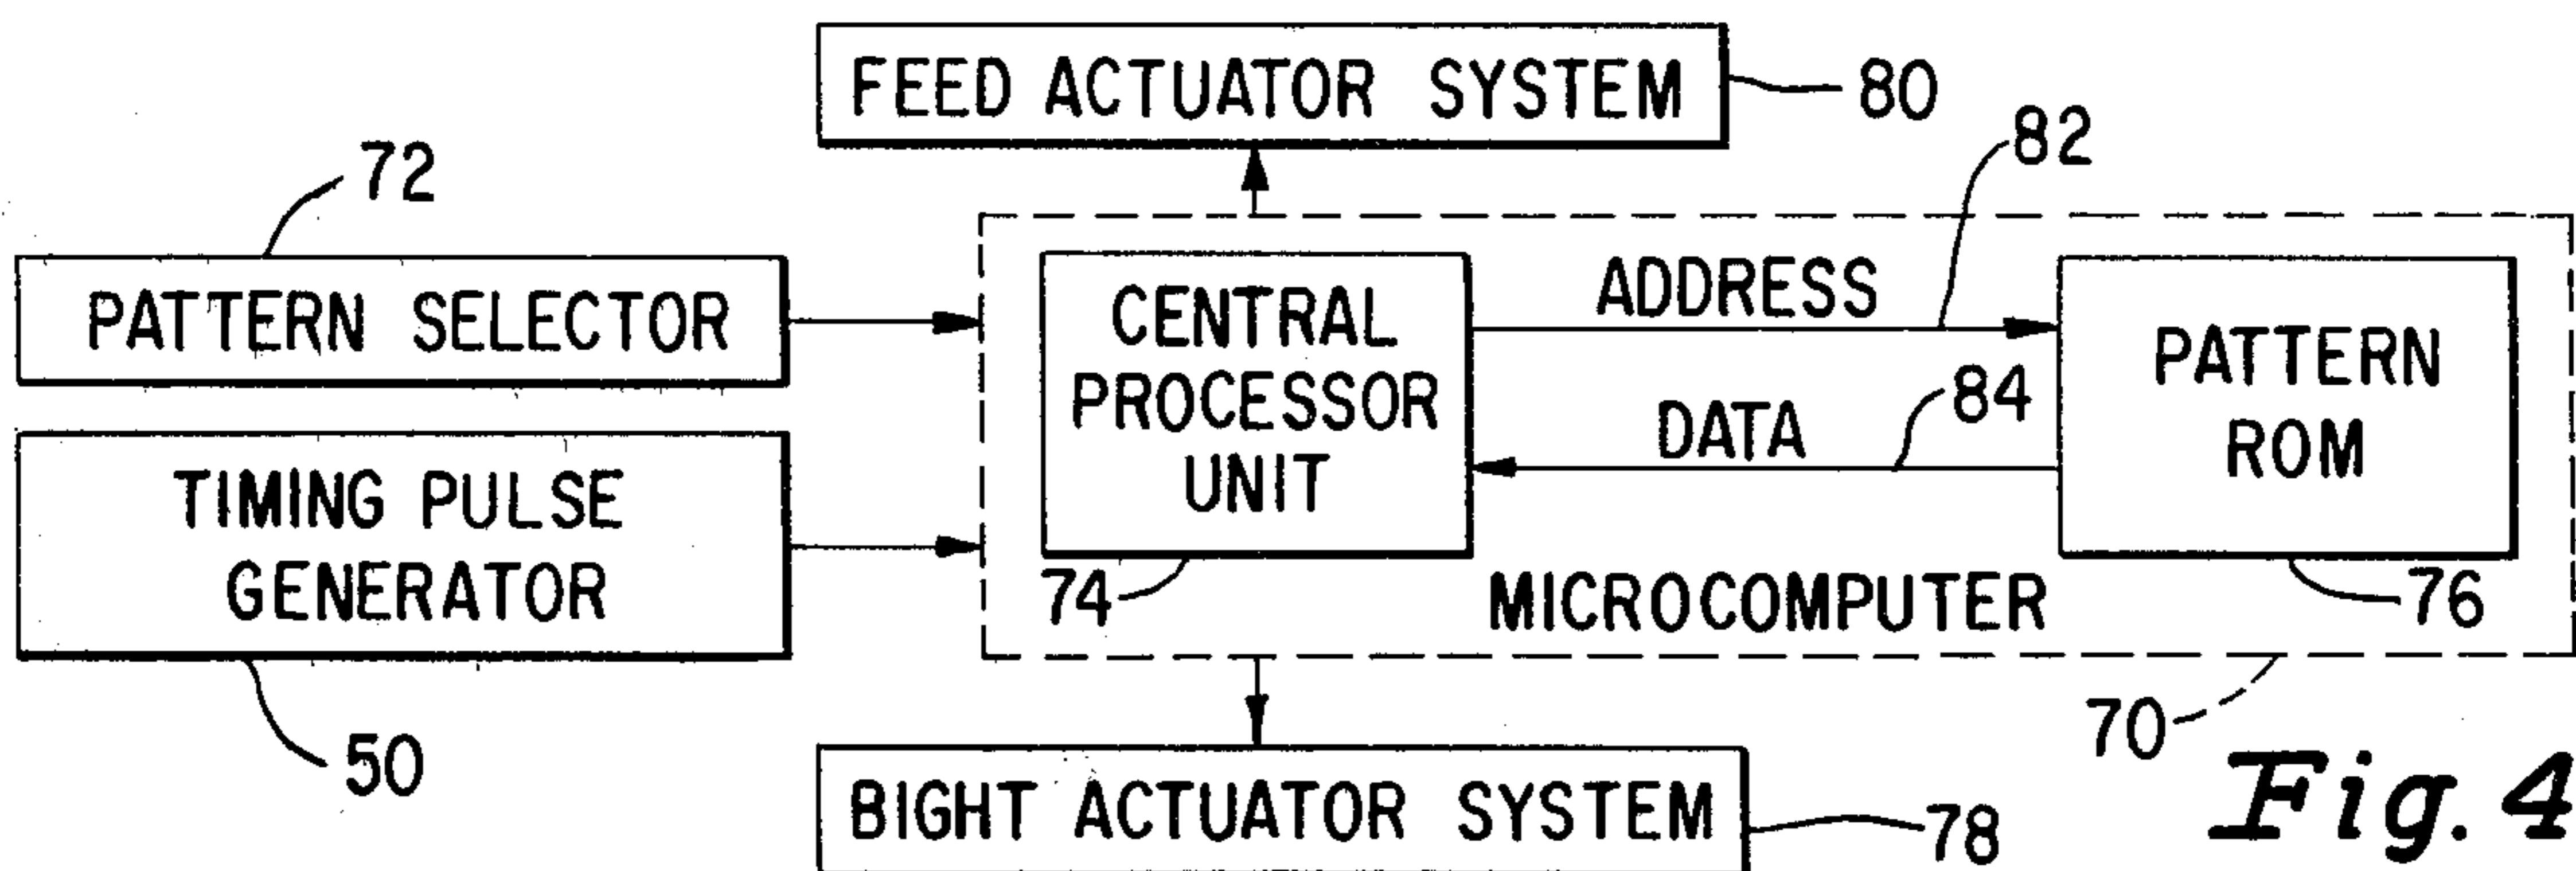 FEED ACTUATOR SYSTEM
80
82
72
PATTERN SELECTOR
CENTRAL
PROCESSOR
UNIT
74
ADDRESS
DATA
84
PATTERN
ROM
76
TIMING PULSE
GENERATOR
50
MICROCOMPUTER
70
BIGHT ACTUATOR SYSTEM
78
Fig. 4